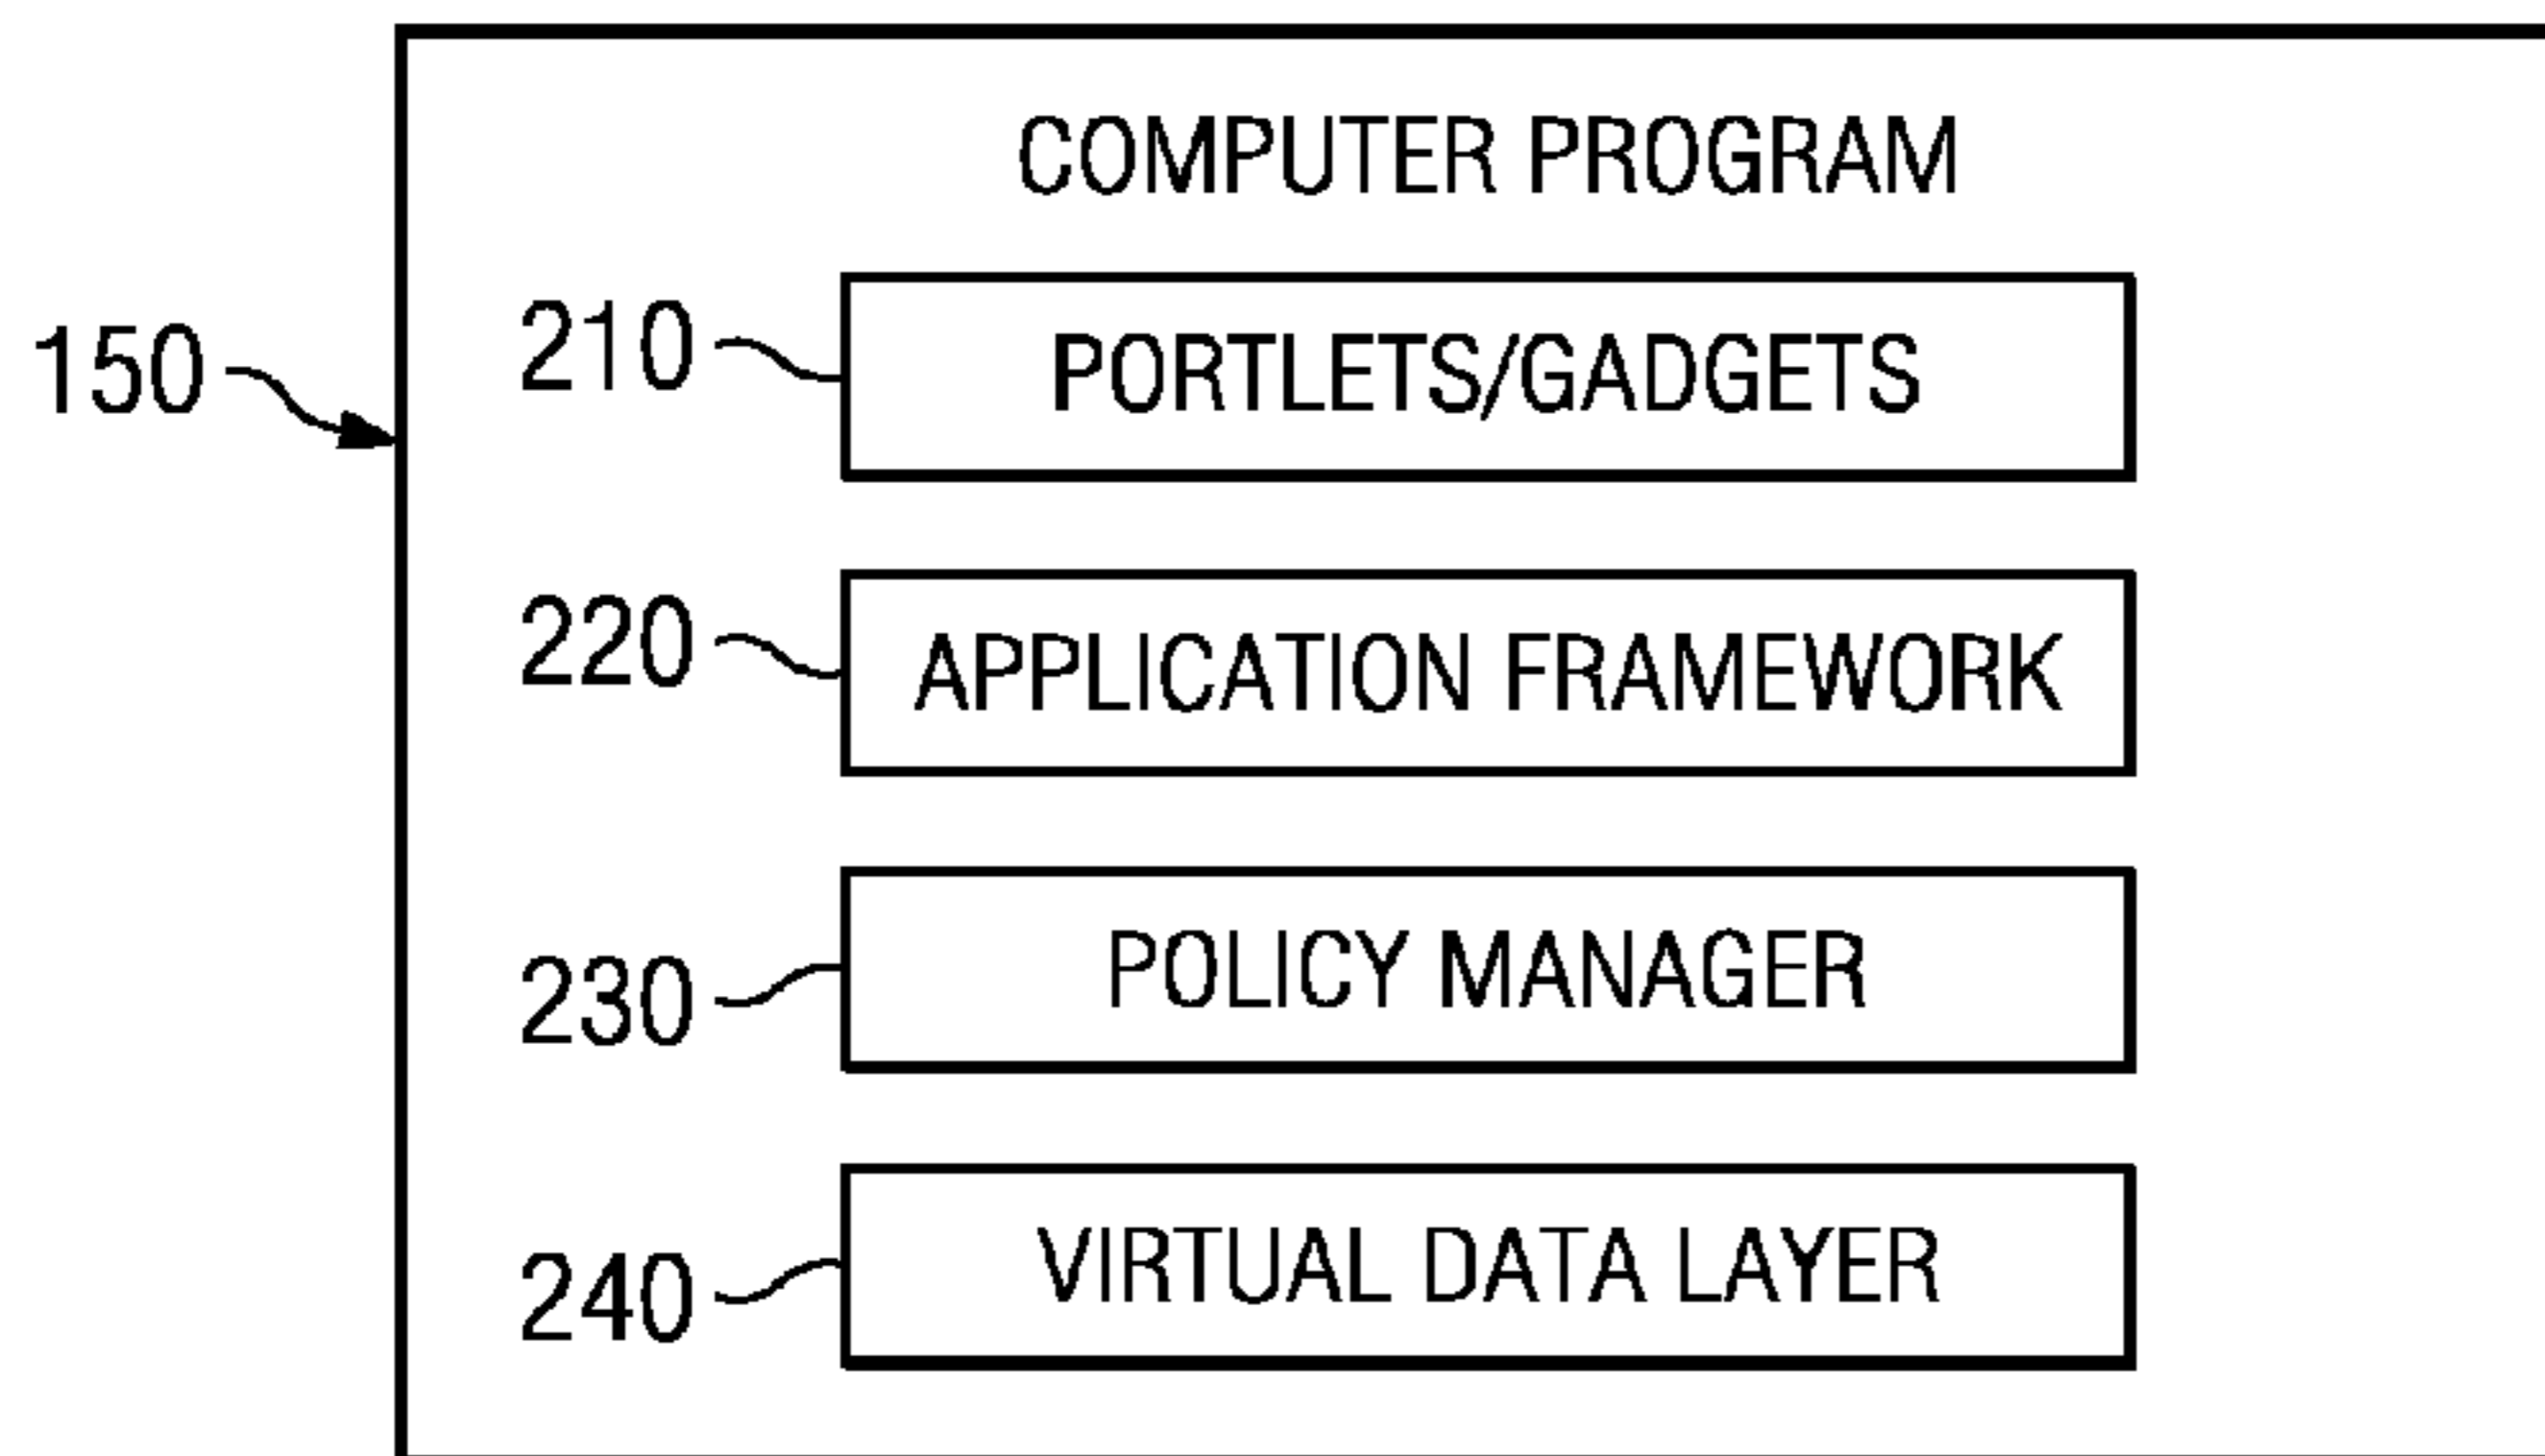 COMPUTER PROGRAM
150
210 PORTLETS/GADGETS
220 APPLICATION FRAMEWORK
230 POLICY MANAGER
240 VIRTUAL DATA LAYER